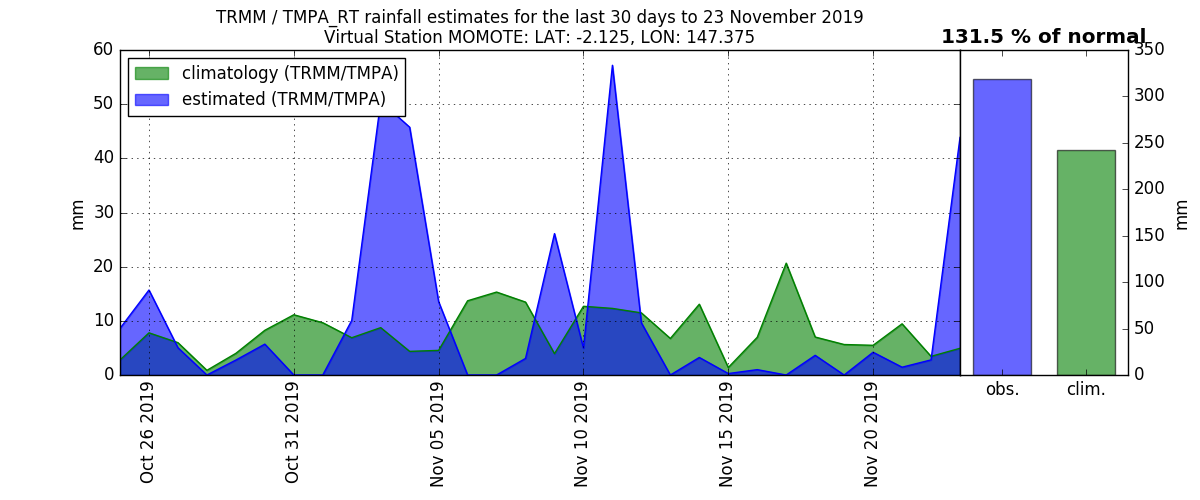 TRMM / TMPA_RT rainfall estimates for the last 30 days to 23 November 2019
Virtual Station MOMOTE: LAT: -2.125, LON: 147.375
131.5 % of normal
climatology (TRMM/TMPA)
estimated (TRMM/TMPA)
60
50
40
30
20
10
0
mm
Oct 26 2019
Oct 31 2019
Nov 05 2019
Nov 10 2019
Nov 15 2019
Nov 20 2019
obs.
clim.
350
300
250
200
150
100
50
0
mm